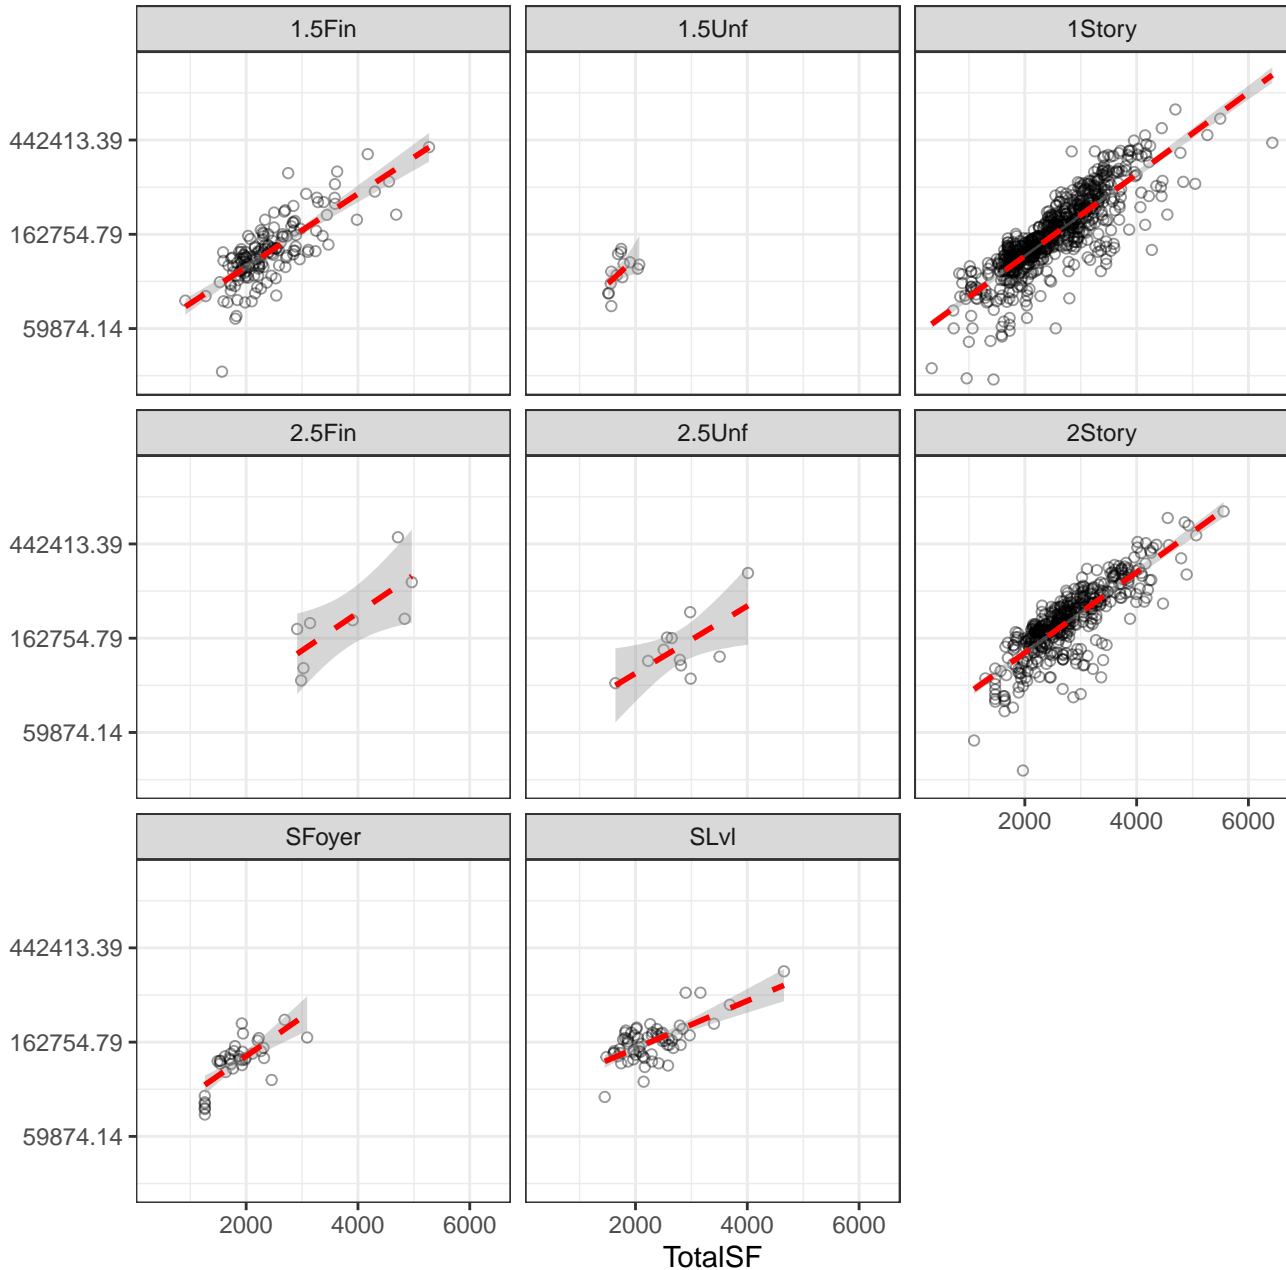 1.5Fin 1.5Unf 1Story
442413.39
162754.79
59874.14
2.5Fin 2.5Unf 2Story
442413.39
162754.79
59874.14
2000 4000 6000
SFoyer SLvl
442413.39
162754.79
59874.14
2000 4000 6000 2000 4000 6000
TotalSF